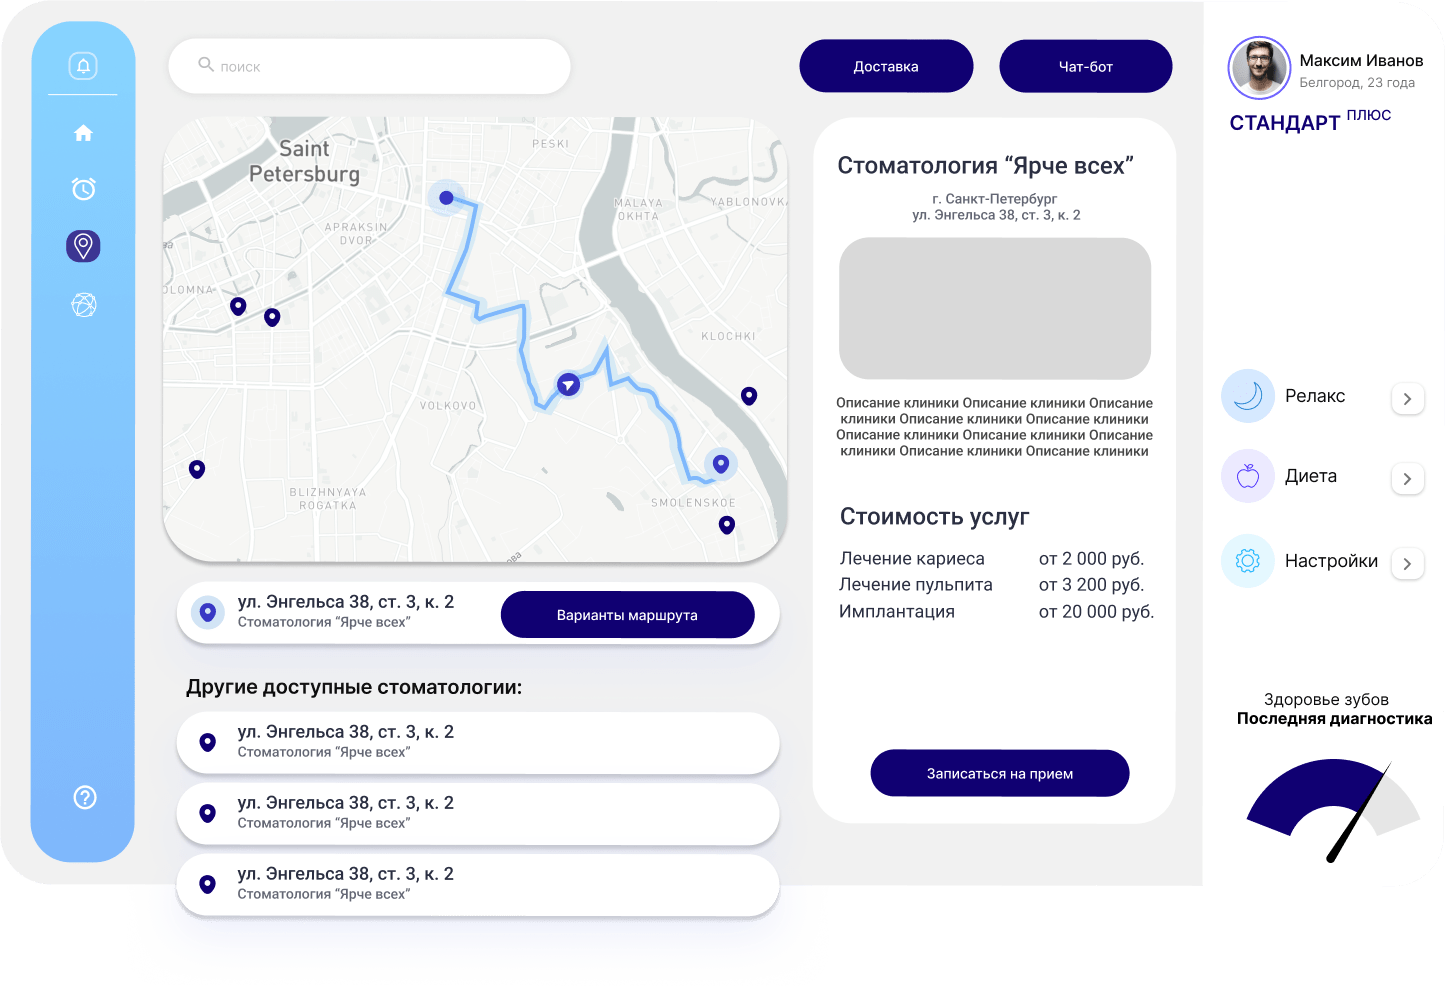 поиск
Доставка
Чат-бот
Максим Иванов
Белгород, 23 года
СТАНДАРТ ПЛЮС
Saint
Petersburg
PESKI
MALAYA
OKHTA
YABLONOVKA
APRAKSIN
DVOR
OLOMNA
KLOCHKI
VOLKOVO
BLIZHNYAYA
ROGATKA
SMOLENSKOE
ул. Энгельса 38, ст. 3, к. 2
Стоматология “Ярче всех”
Варианты маршрута
Другие доступные стоматологии:
ул. Энгельса 38, ст. 3, к. 2
Стоматология “Ярче всех”
ул. Энгельса 38, ст. 3, к. 2
Стоматология “Ярче всех”
ул. Энгельса 38, ст. 3, к. 2
Стоматология “Ярче всех”
Стоматология “Ярче всех”
г. Санкт-Петербург
ул. Энгельса 38, ст. 3, к. 2
Описание клиники Описание клиники Описание
клиники Описание клиники Описание клиники
Описание клиники Описание клиники Описание
клиники Описание клиники Описание клиники
Стоимость услуг
Лечение кариеса от 2 000 руб.
Лечение пульпита от 3 200 руб.
Имплантация от 20 000 руб.
Записаться на прием
Релакс
Диета
Настройки
Здоровье зубов
Последняя диагностика